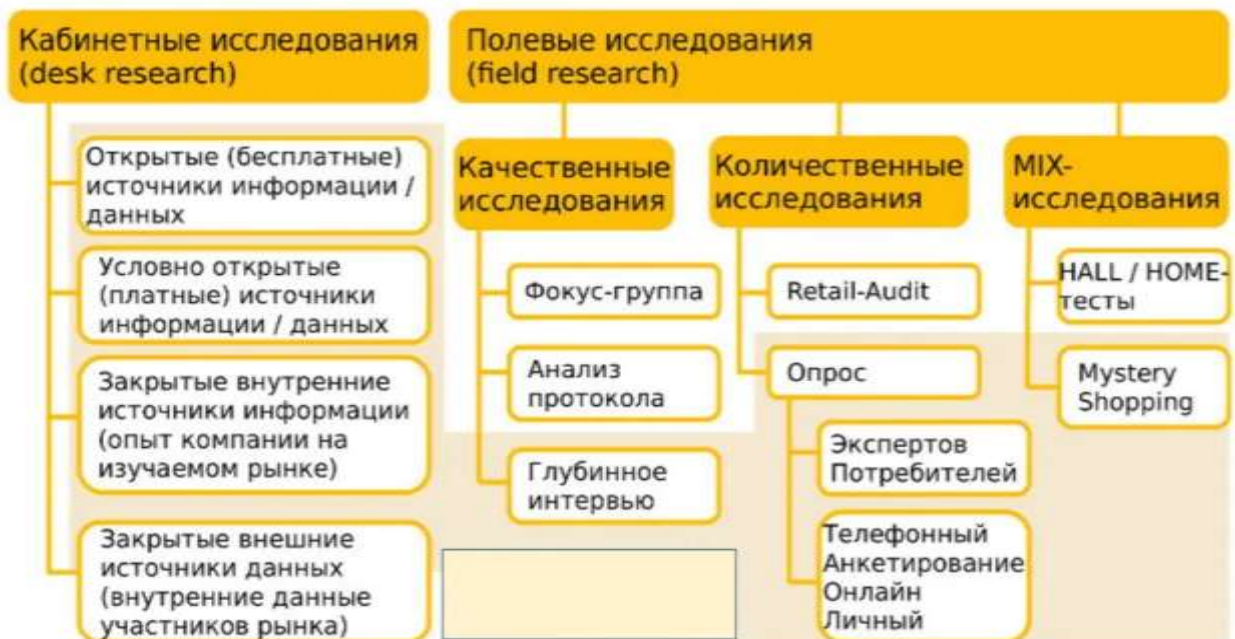 Кабинетные исследования
(desk research)
Открытые (бесплатные)
источники информации /
данных
Условно открытые
(платные) источники
информации / данных
Закрытые внутренние
источники информации
(опыт компании на
изучаемом рынке)
Закрытые внешние
источники данных
(внутренние данные
участников рынка)
Полевые исследования
(field research)
Качественные
исследования
Фокус-группа
Анализ
протокола
Глубинное
интервью
Количественные
исследования
Retail-Audit
Опрос
Экспертов
Потребителей
Телефонный
Анкетирование
Онлайн
Личный
MIX-
исследования
HALL / HOME-
тесты
Mystery
Shopping